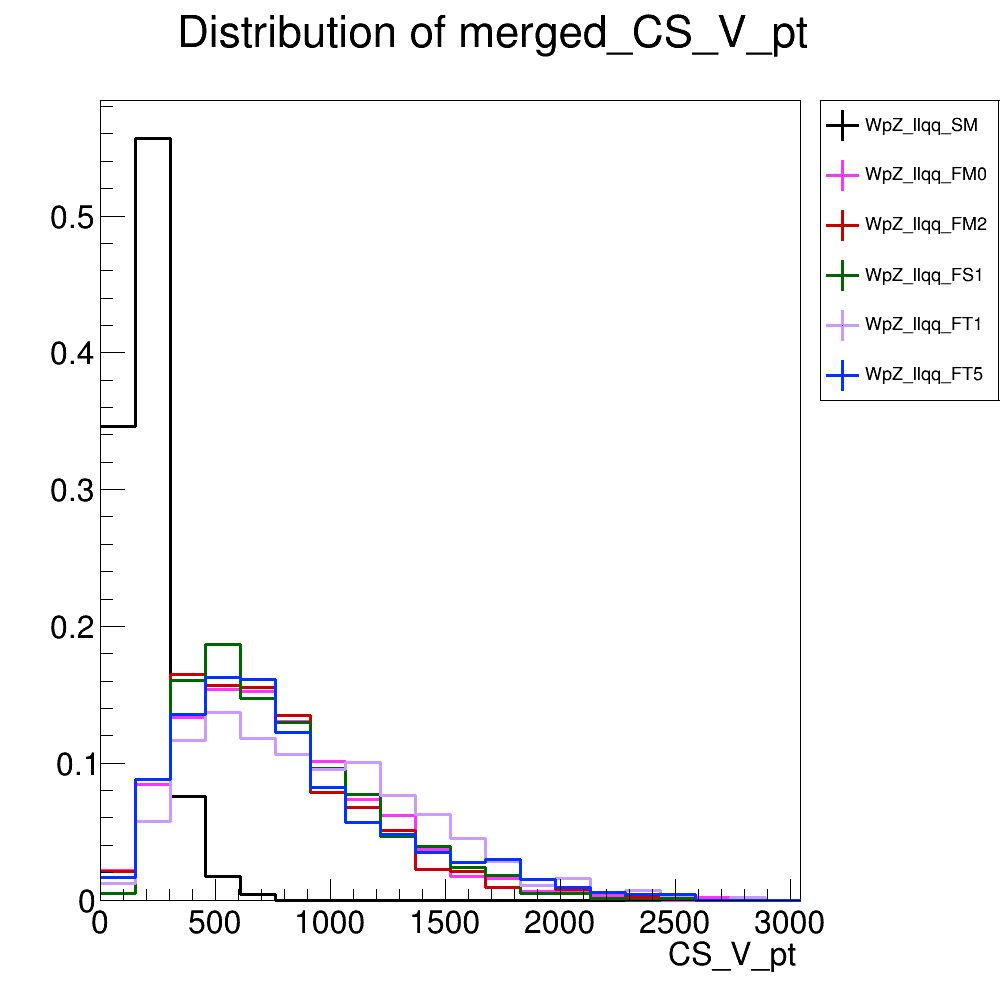 Distribution of merged_CS_V_pt
WpZ_llqq_SM
WpZ_llqq_FM0
WpZ_llqq_FM2
WpZ_llqq_FS1
WpZ_llqq_FT1
WpZ_llqq_FT5
0.5
0.4
0.3
0.2
0.1
0
0 500 1000 1500 2000 2500 3000
CS_V_pt